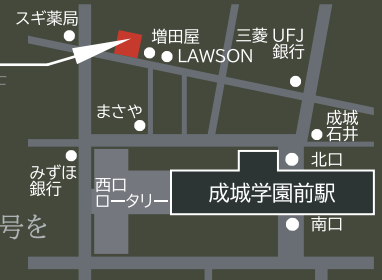 スギ薬局
増田屋
LAWSON
三菱 UFJ
銀行
まさや
成城
石井
北口
みずほ
銀行
西口
ロータリー
成城学園前駅
南口
号を